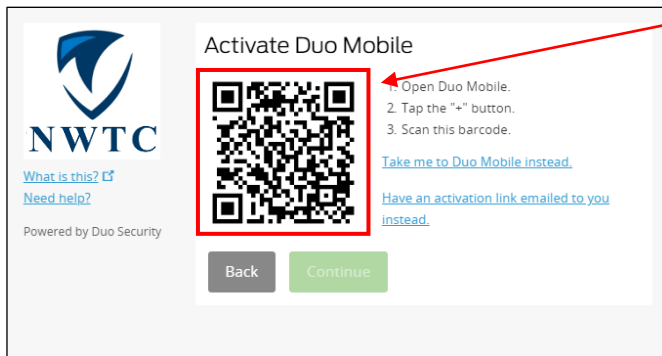 Activate Duo Mobile
NWTC
What is this?
Need help?
Powered by Duo Security
1. Open Duo Mobile.
2. Tap the "+" button.
3. Scan this barcode.
Take me to Duo Mobile instead.
Have an activation link emailed to you
instead.
Back
Continue